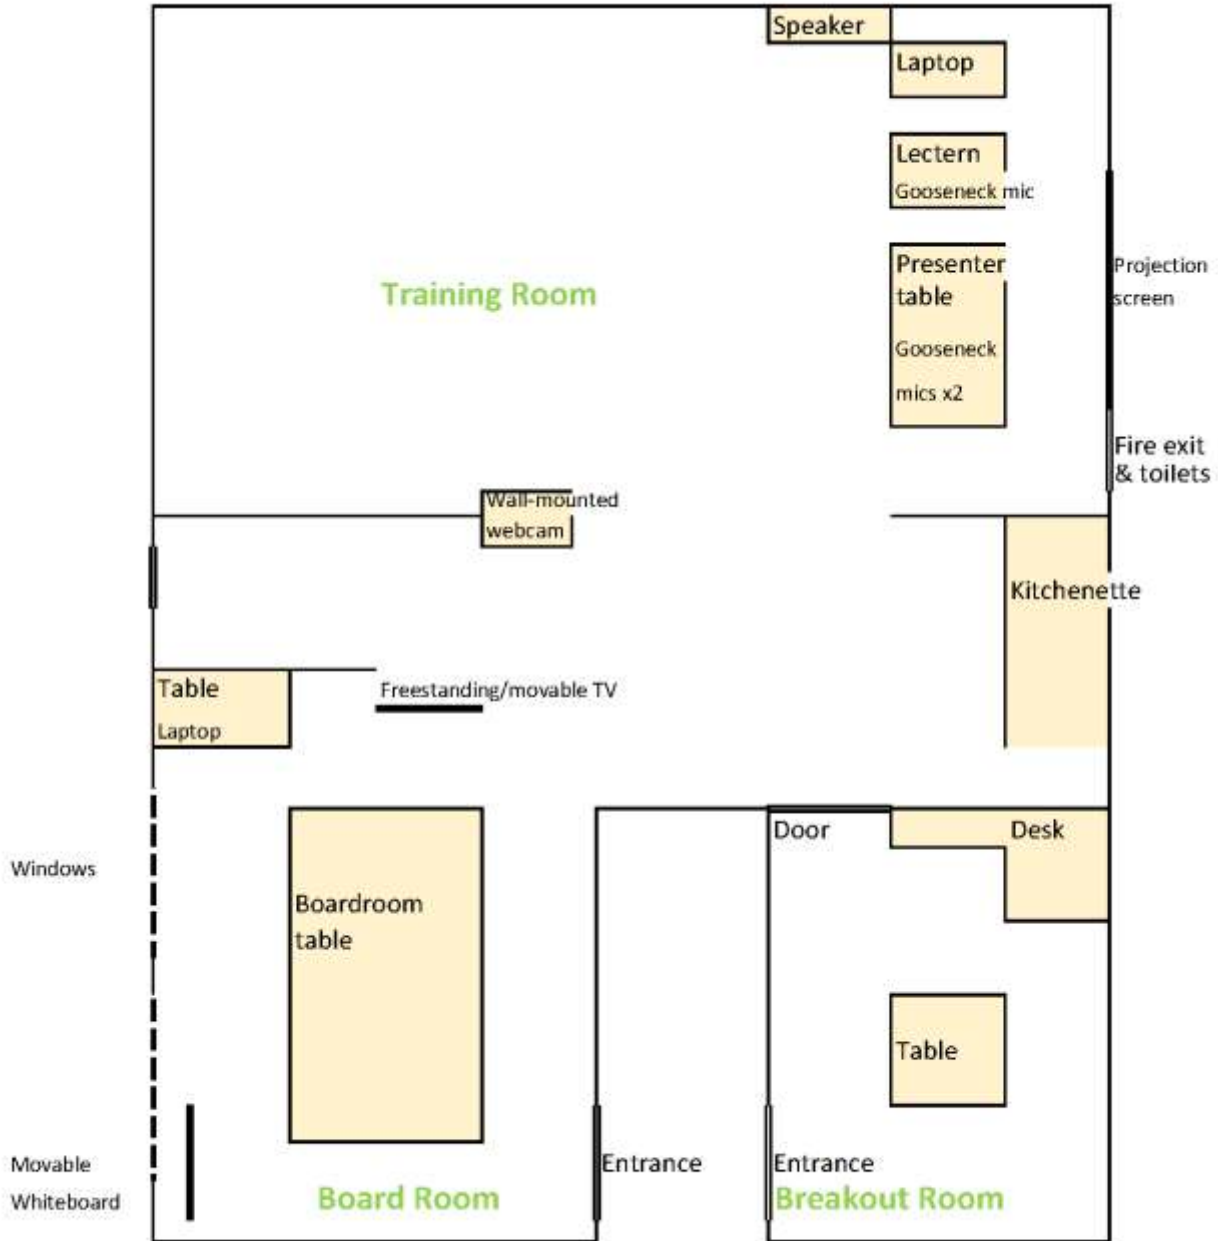 Speaker
Laptop
Lectern
Gooseneck mic
Training Room
Presenter
table
Gooseneck
mics x2
Projection
screen
Fire exit
& toilets
Wall-mounted
webcam
Kitchenette
Table
Laptop
Freestanding/movable TV
Windows
Boardroom
table
Door
Desk
Table
Movable
Whiteboard
Entrance
Entrance
Board Room
Breakout Room